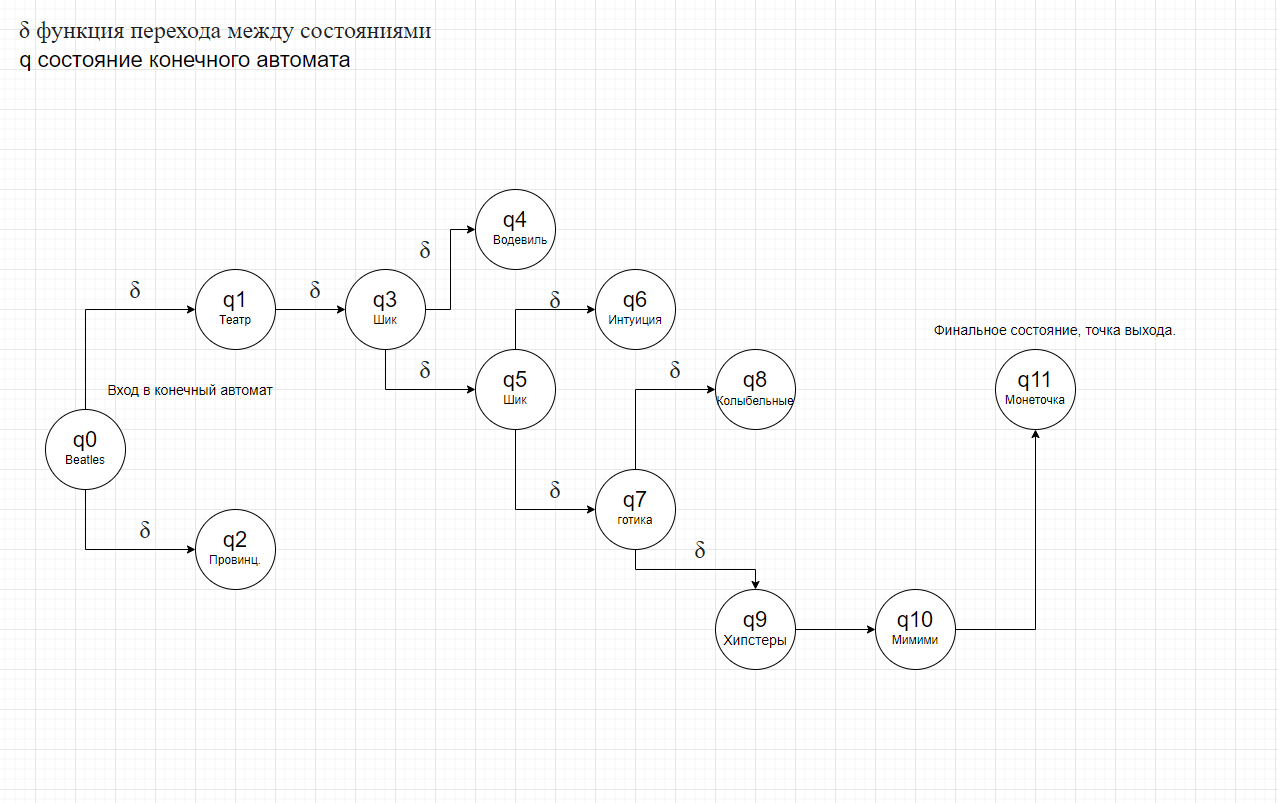 δ функция перехода между состояниями
q состояние конечного автомата
q4
Водевиль
δ
δ
q1
Театр
δ
q3
Шик
δ
q6
Интуиция
Финальное состояние, точка выхода.
Вход в конечный автомат
δ
q5
Шик
δ
q8
Колыбельные
q11
Монеточка
q0
Beatles
δ
q7
готика
δ
q2
Провинц.
δ
q9
Хипстеры
q10
Мимими